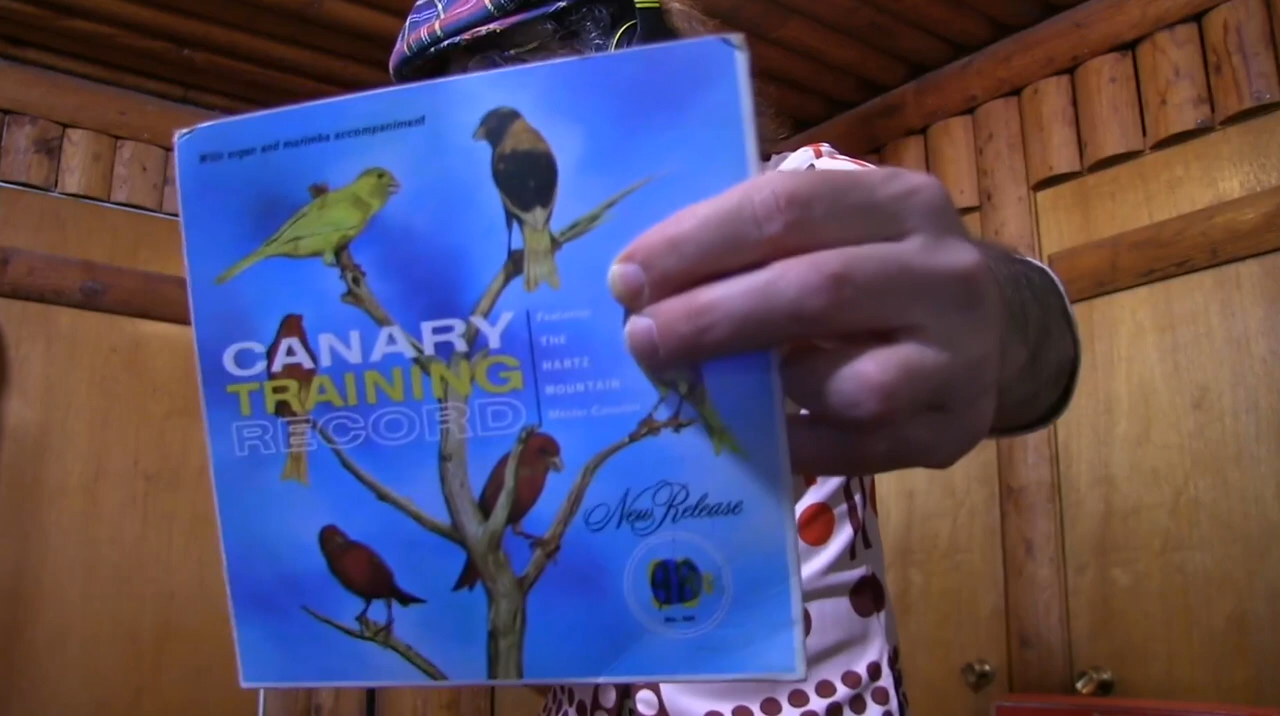 With organ and marimba accompaniment
CANARY
TRAINING
RECORD
Featuring
THE
HARTZ
MOUNTAIN
Master Canaries
New Release